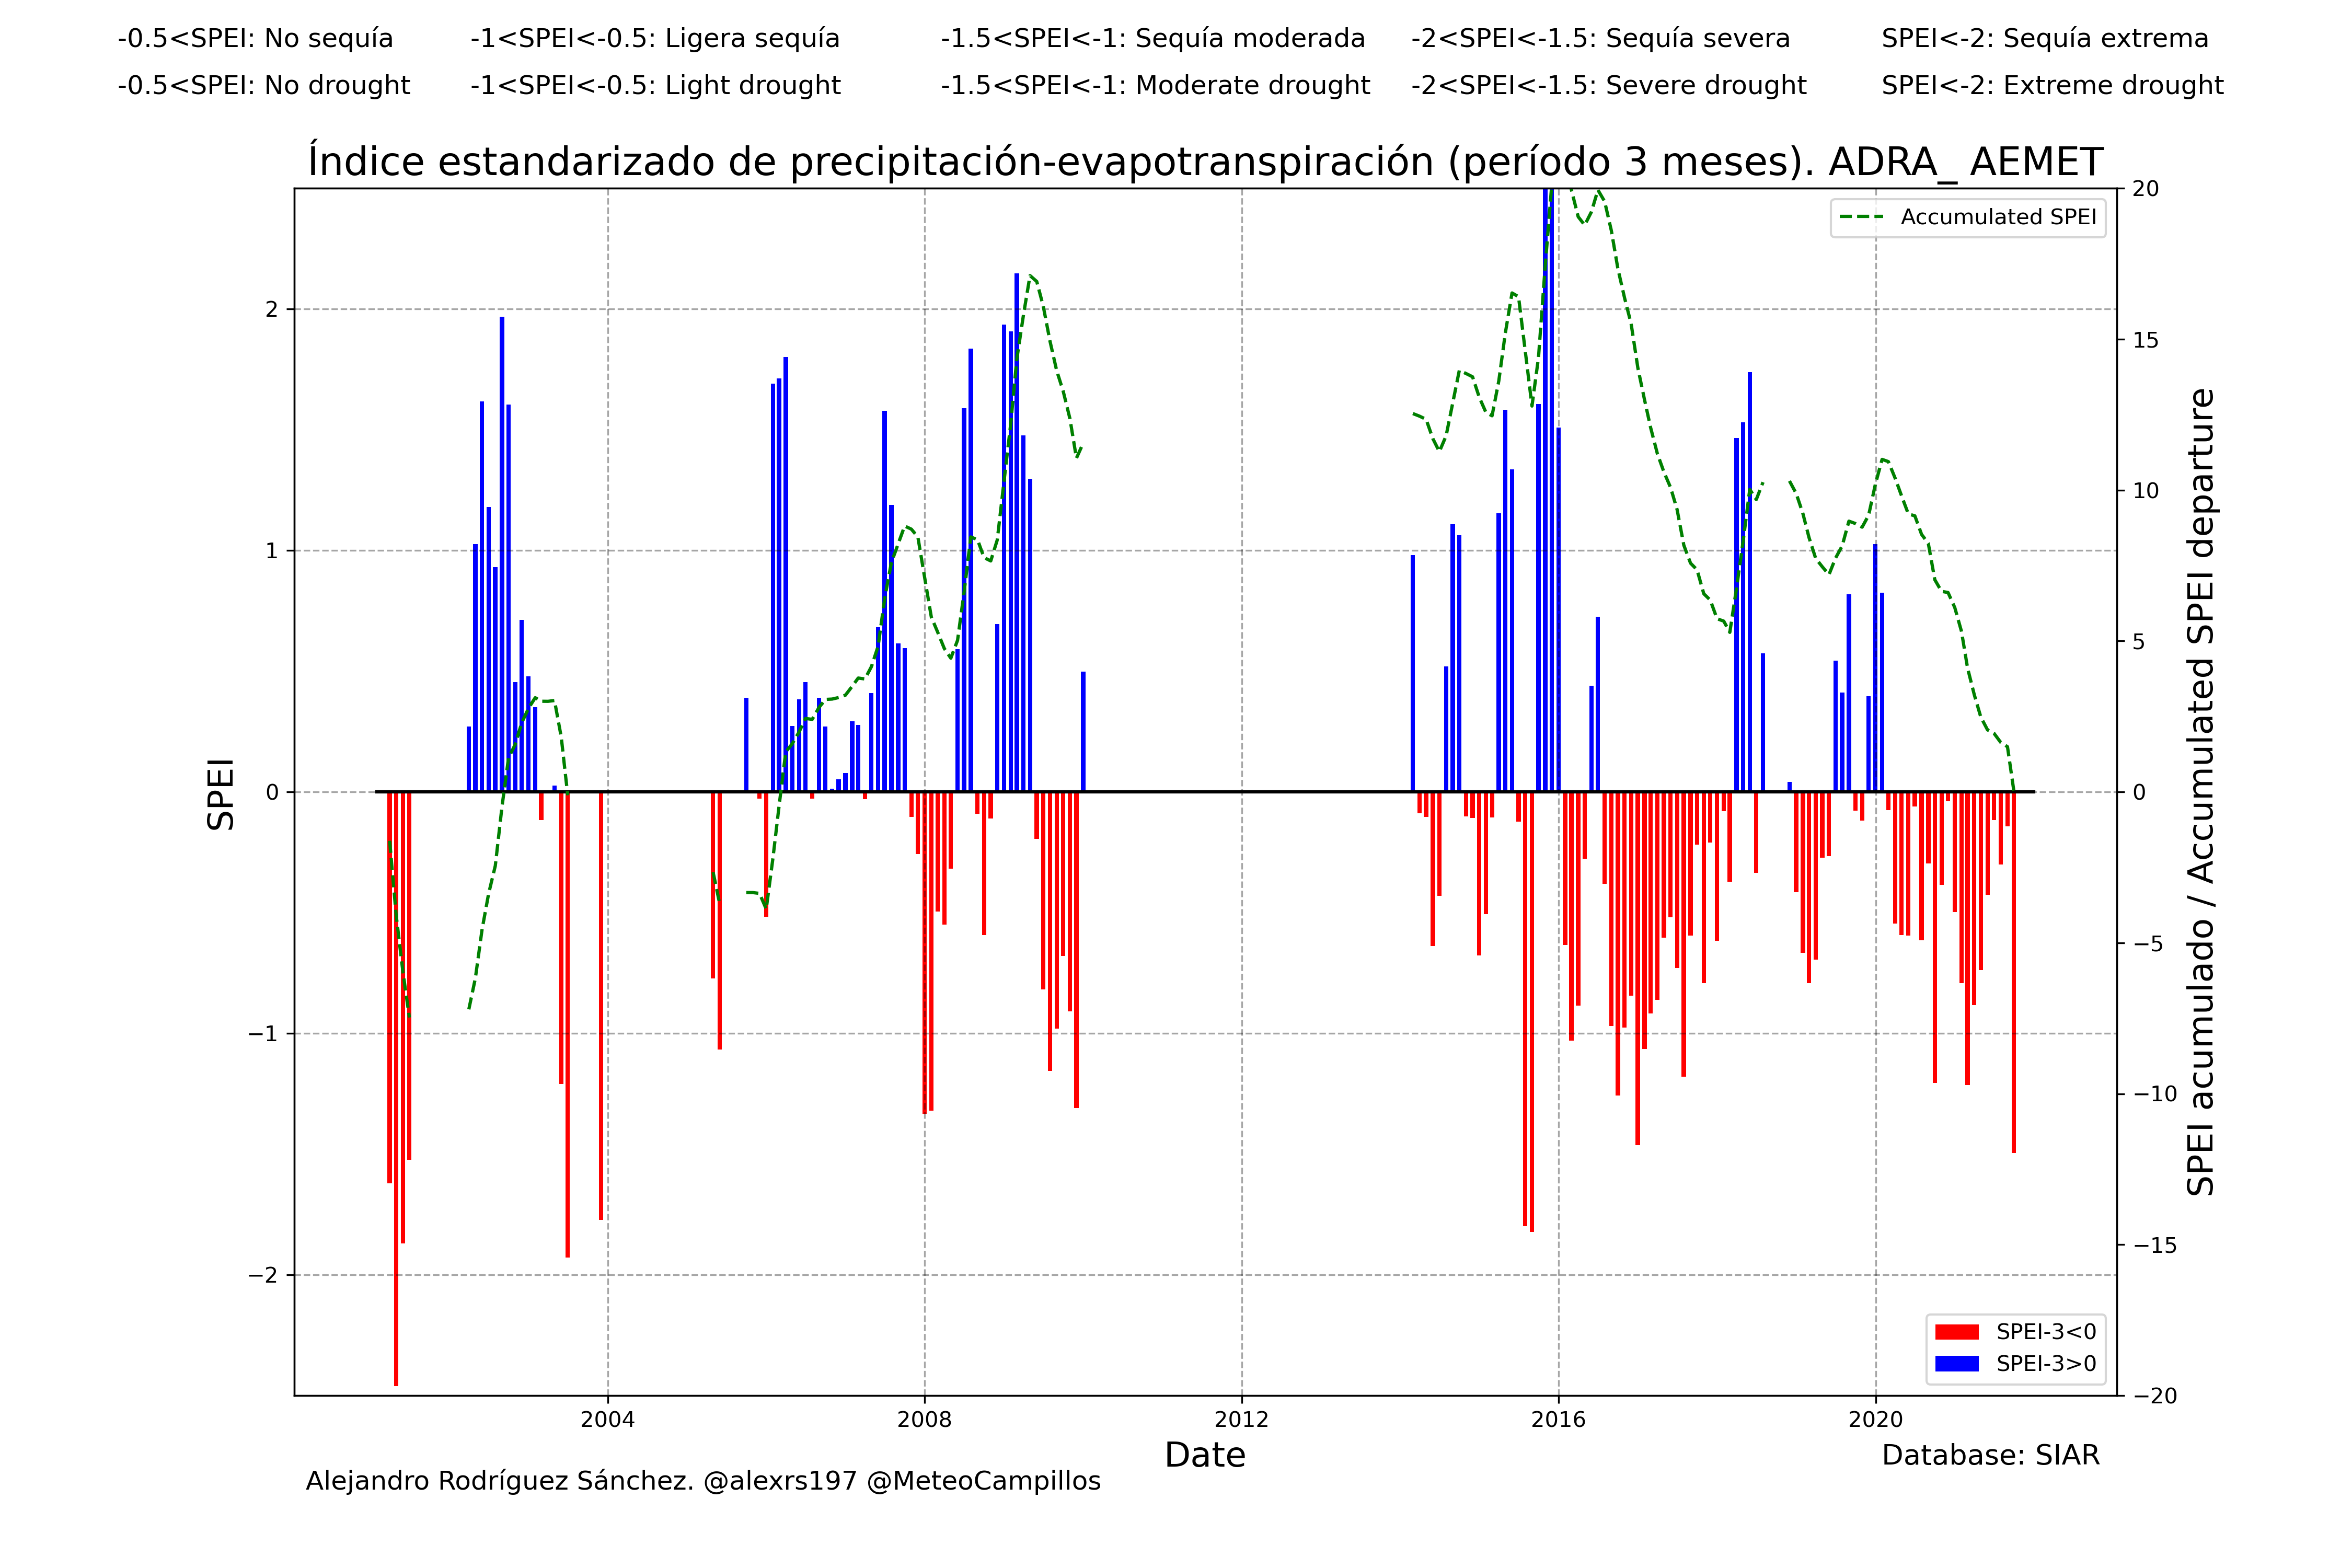 -0.5<SPEI: No sequía -1<SPEI<-0.5: Ligera sequía -1.5<SPEI<-1: Sequía moderada -2<SPEI<-1.5: Sequía severa SPEI<-2: Sequía extrema
-0.5<SPEI: No drought -1<SPEI<-0.5: Light drought -1.5<SPEI<-1: Moderate drought -2<SPEI<-1.5: Severe drought SPEI<-2: Extreme drought
Índice estandarizado de precipitación-evapotranspiración (período 3 meses). ADRA_ AEMET
Accumulated SPEI
SPEI
2
1
0
−1
−2
20
15
10
5
0
−5
−10
−15
−20
SPEI acumulado / Accumulated SPEI departure
SPEI-3<0
SPEI-3>0
2004 2008 2012 2016 2020
Date
Database: SIAR
Alejandro Rodríguez Sánchez. @alexrs197 @MeteoCampillos